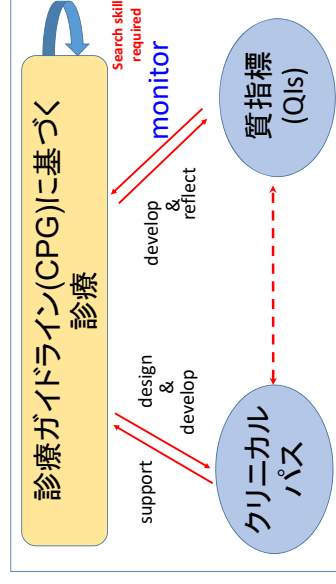 診療ガイドライン(CPG)に基づく
診療
Search skill
required
monitor
support
design
&
develop
develop
&
reflect
クリニカル
パス
質指標
(QIs)